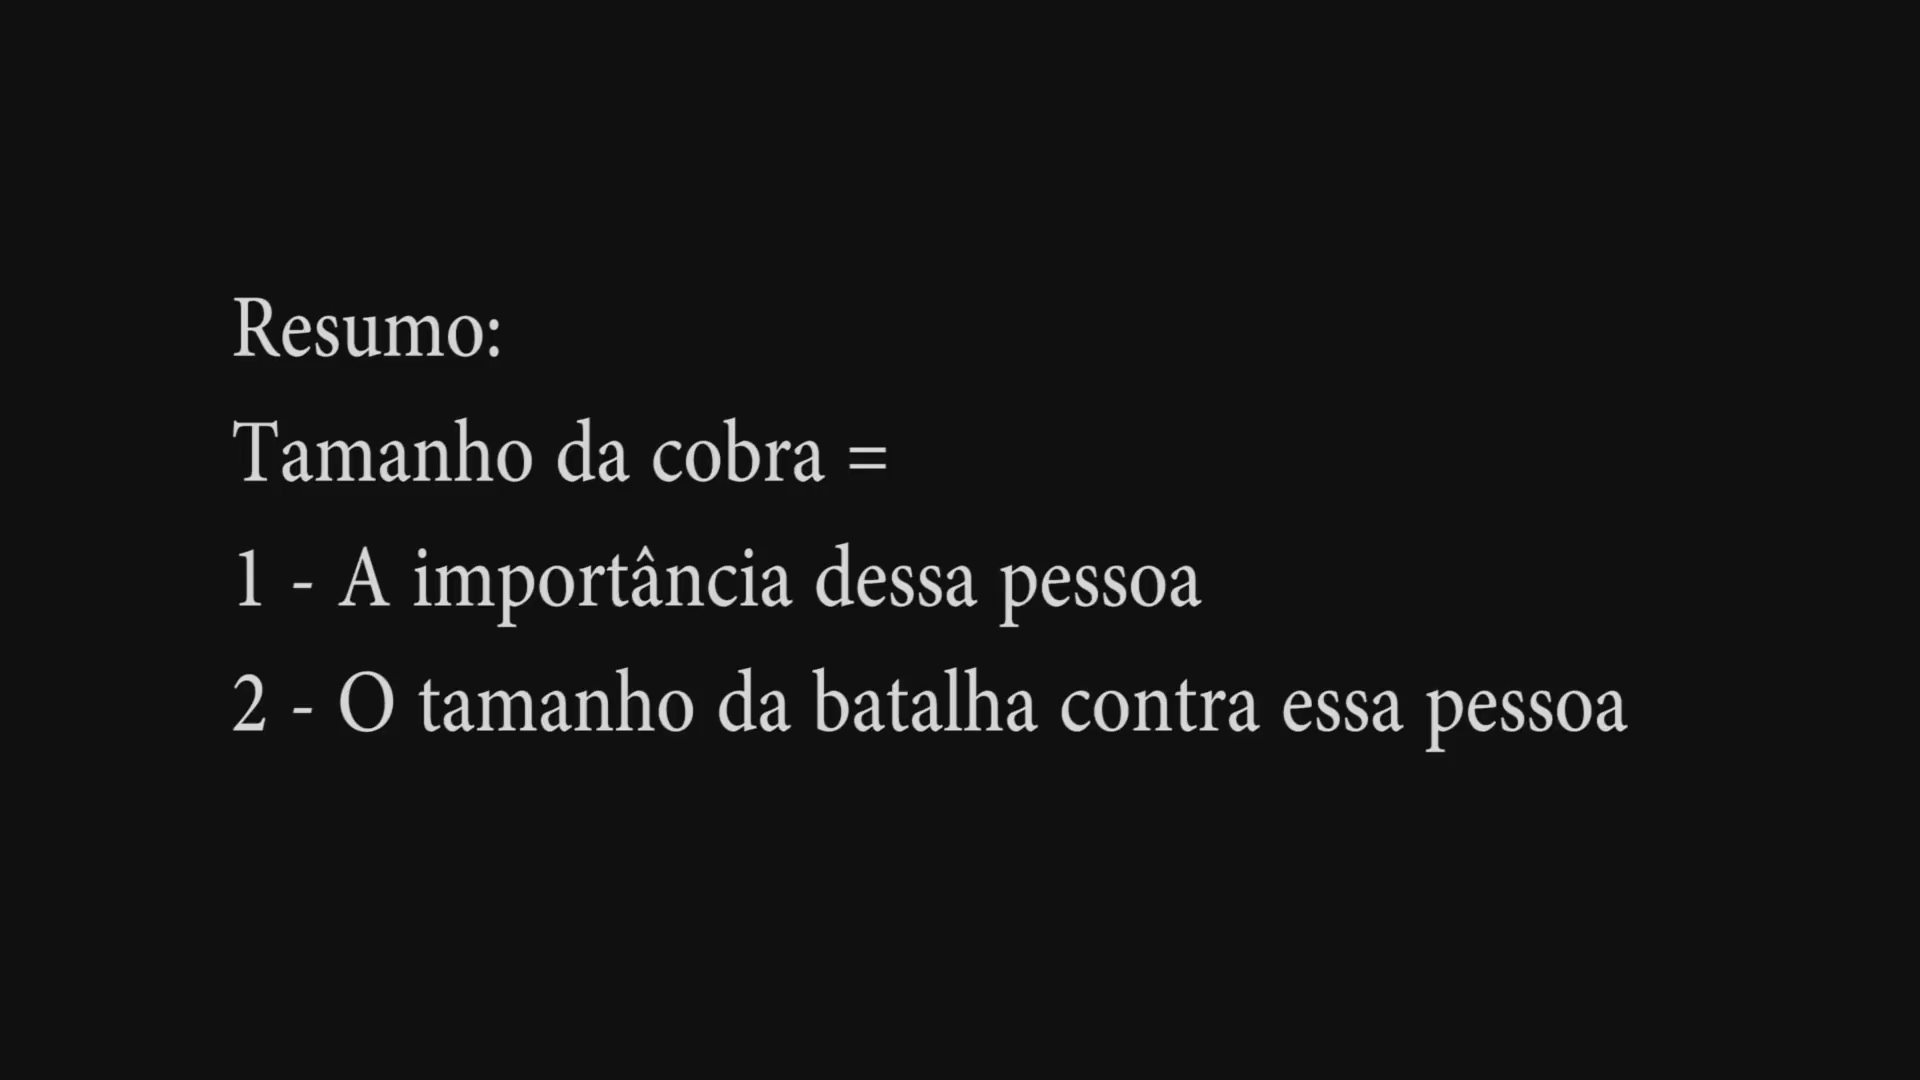 Resumo:
Tamanho da cobra =
1 - A importância dessa pessoa
2 - O tamanho da batalha contra essa pessoa